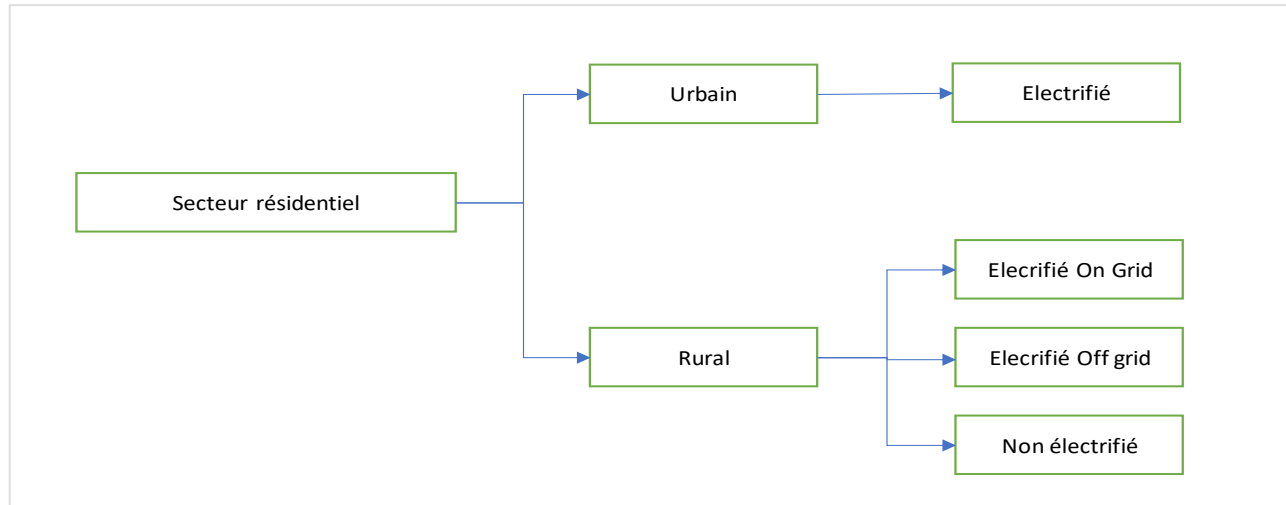 Urbain
Electrifié
Secteur résidentiel
Elecrifié On Grid
Rural
Elecrifié Off grid
Non électrifié